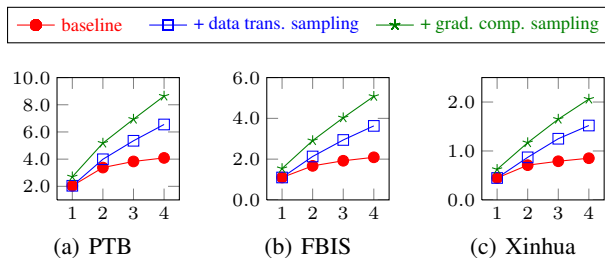 baseline + data trans. sampling + grad. comp. sampling
10.0 8.0 6.0 4.0 2.0
1 2 3 4
(a) PTB
6.0 4.0 2.0 0.0
1 2 3 4
(b) FBIS
2.0 1.0 0.0
1 2 3 4
(c) Xinhua